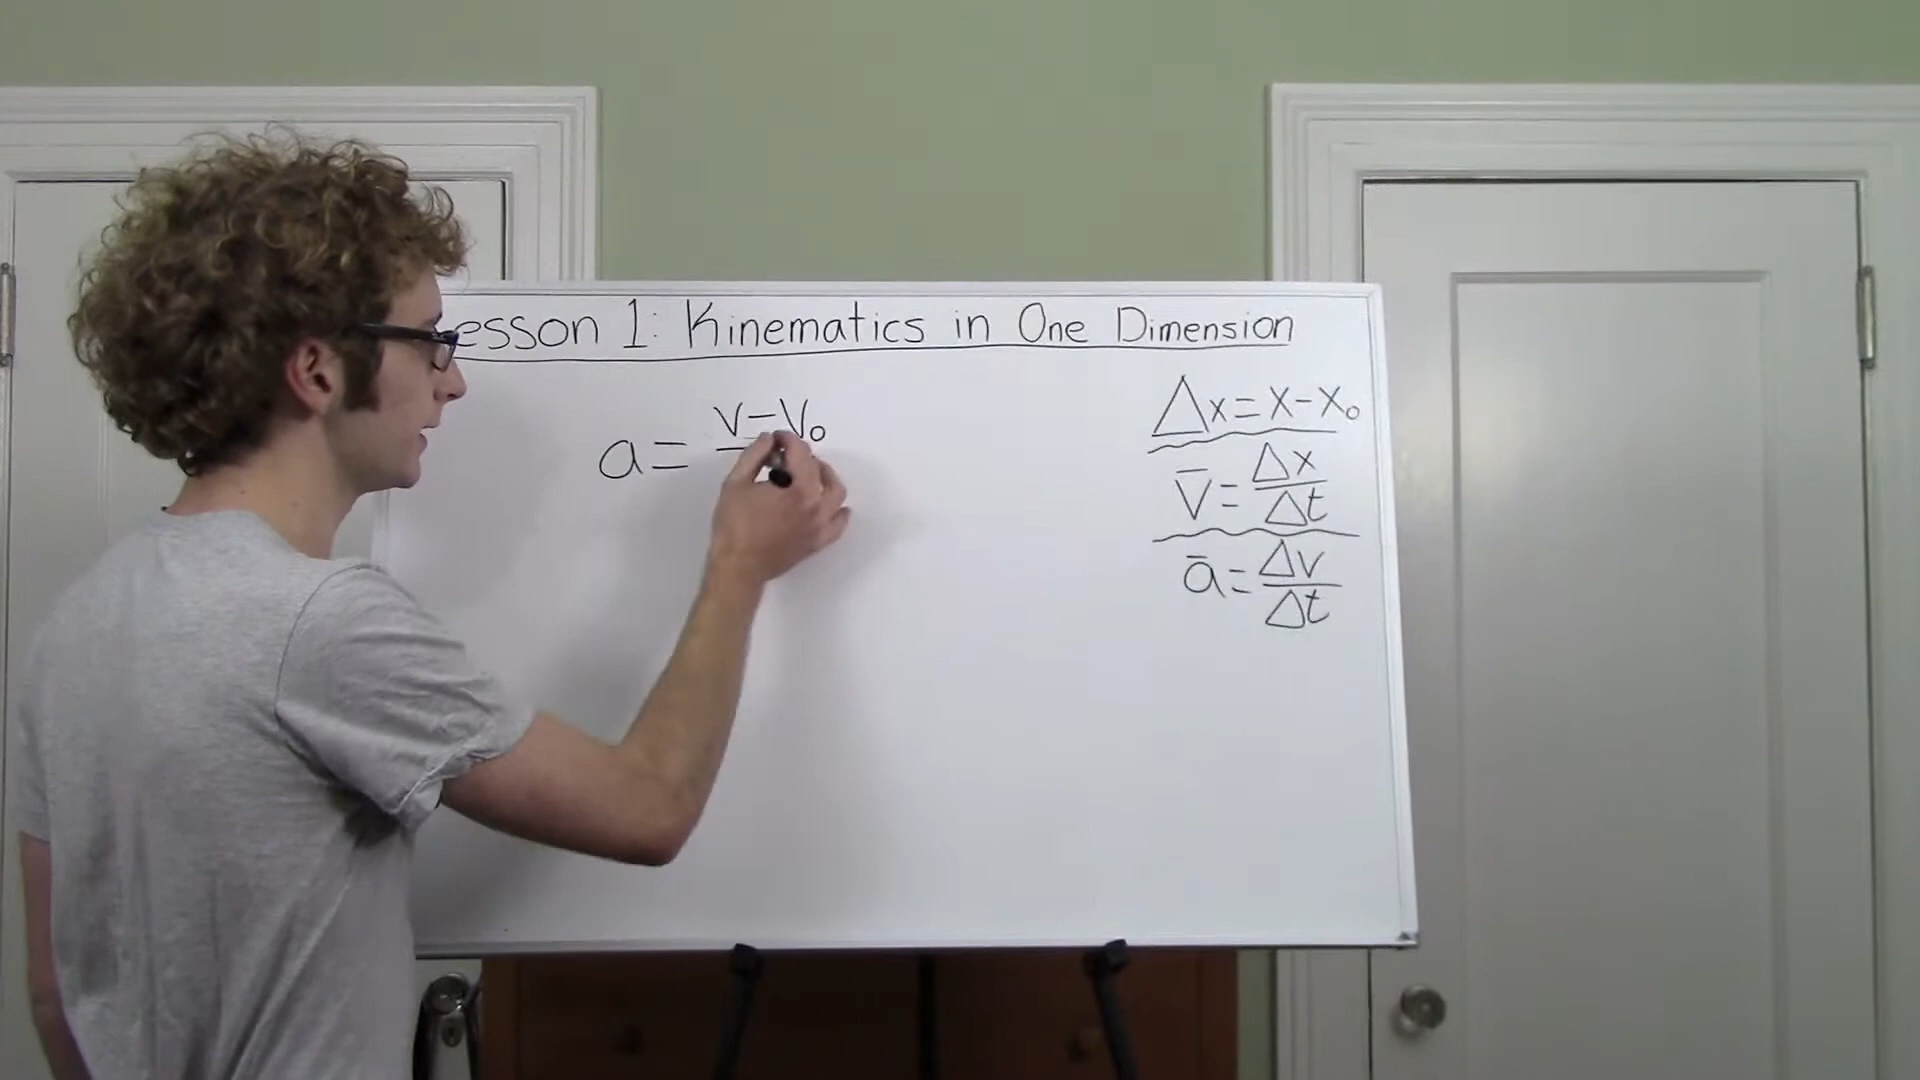 esson 1: Kinematics in One Dimension
a = v - v₀
Δx = x - x₀
v̄ = Δx/Δt
ā = Δv/Δt